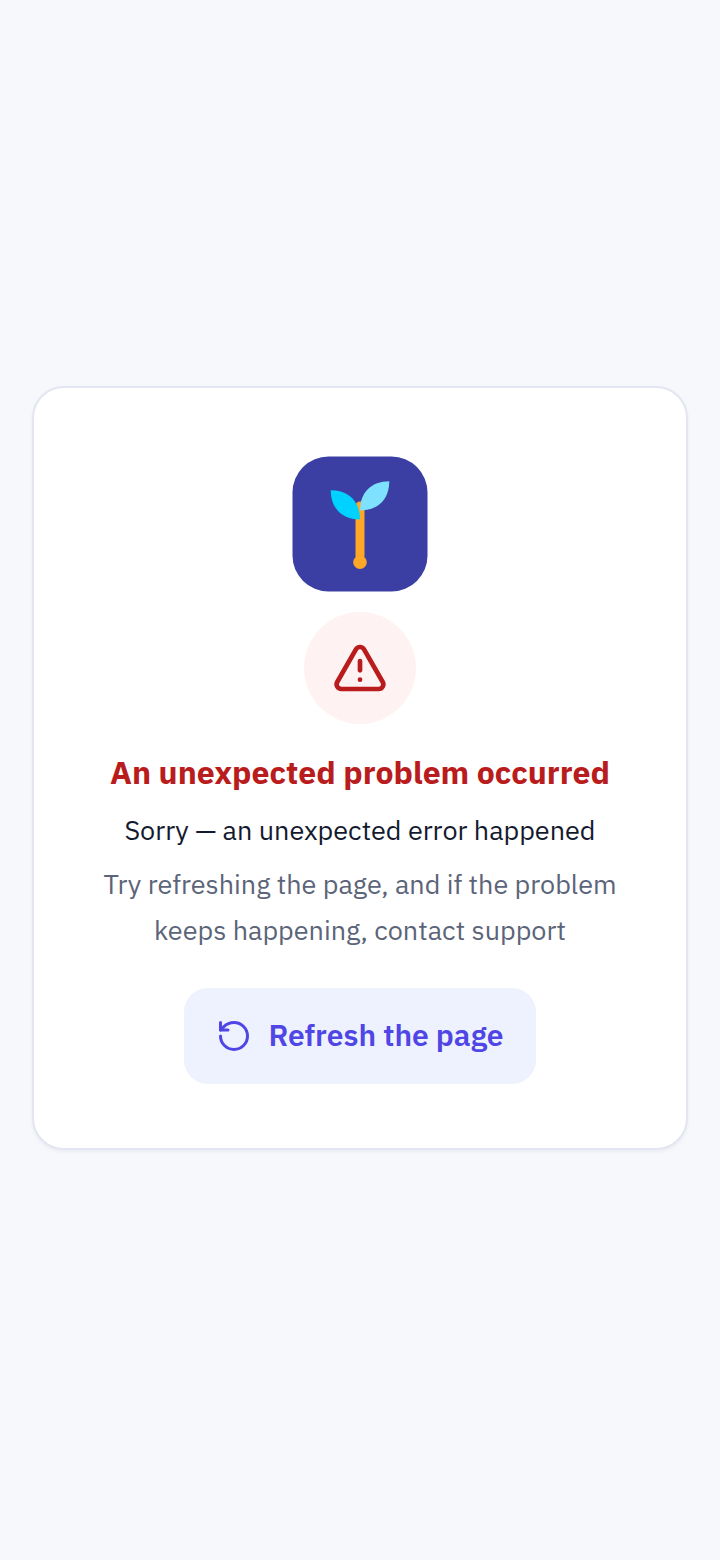 An unexpected problem occurred
Sorry — an unexpected error happened
Try refreshing the page, and if the problem
keeps happening, contact support
Refresh the page